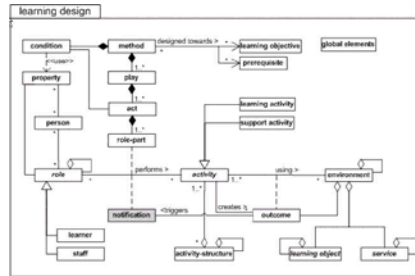 learning design
condition
method
designed towards >
learning objective
global elements
<<use>>
prerequisite
property
play
1..*
act
learning activity
person
1..*
support activity
role-part
role
performs >
activity
using >
environment
1..*
1..*
notification
<triggers
creates
outcome
learner
staff
activity-structure
learning object
service